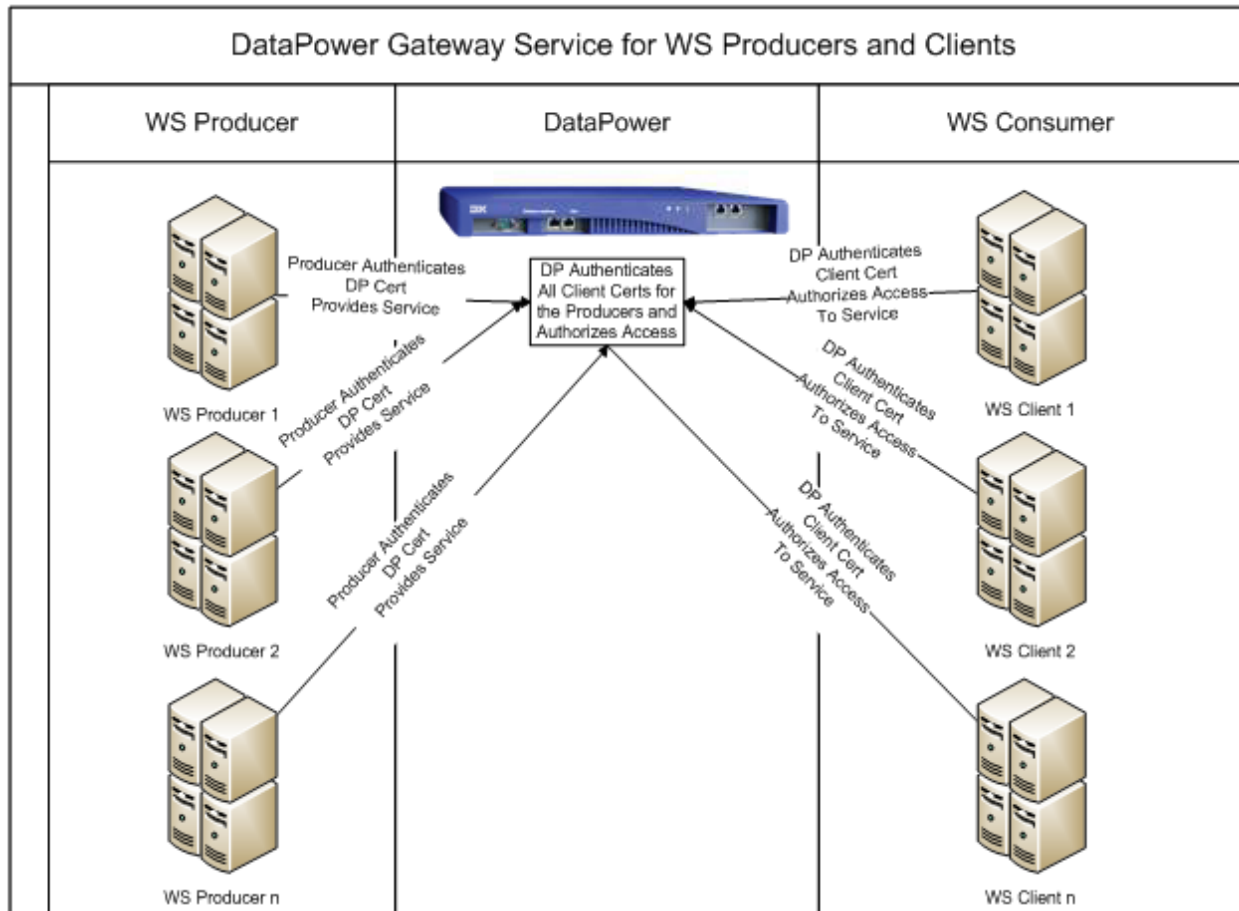 DataPower Gateway Service for WS Producers and Clients
WS Producer
DataPower
WS Consumer
Producer Authenticates
DP Cert
Provides Service
DP Authenticates
All Client Certs for
the Producers and
Authorizes Access
DP Authenticates
Client Cert
Authorizes Access
To Service
WS Producer 1
WS Client 1
Producer Authenticates
DP Cert
Provides Service
DP Authenticates
Client Cert
Authorizes Access
To Service
WS Producer 2
WS Client 2
Producer Authenticates
DP Cert
Provides Service
DP Authenticates
Client Cert
Authorizes Access
To Service
WS Producer n
WS Client n